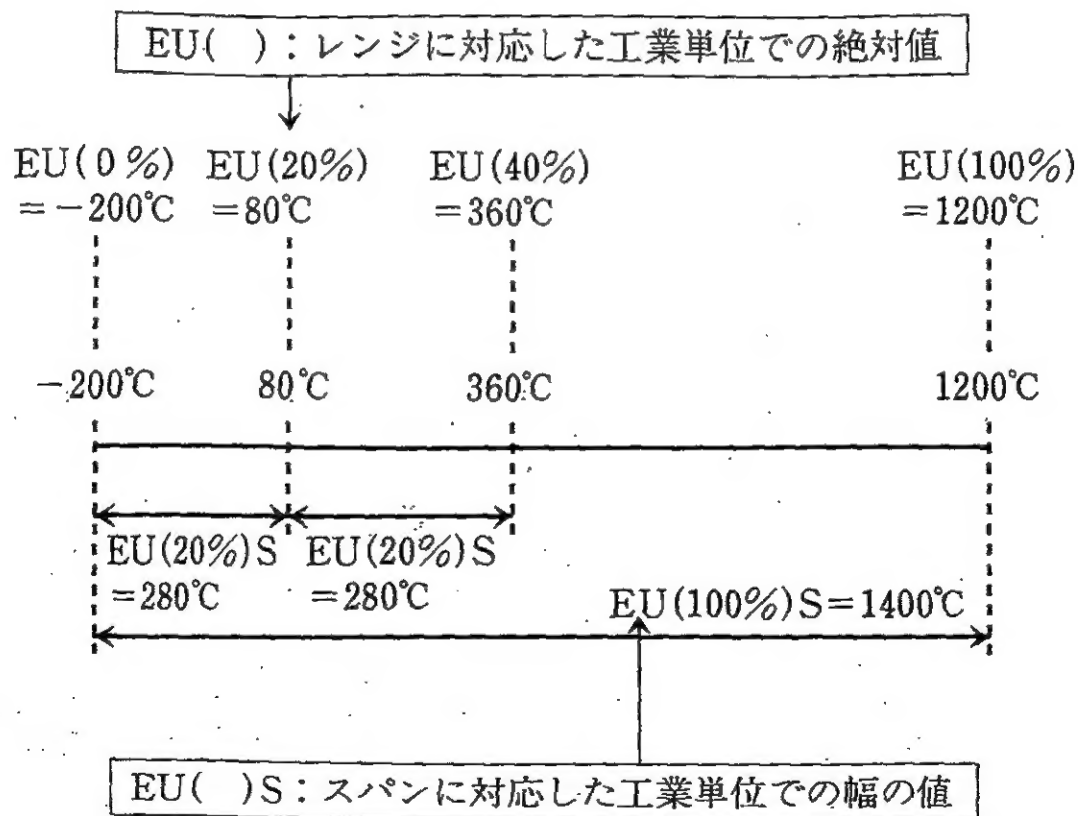 EU( ):レンジに対応した工業単位での絶対値
EU(0%) EU(20%) EU(40%) EU(100%)
=-200℃ =80℃ =360℃ =1200℃
-200℃ 80℃ 360℃ 1200℃
EU(20%)S EU(20%)S
=280℃ =280℃
EU(100%)S=1400℃
EU( )S:スパンに対応した工業単位での幅の値